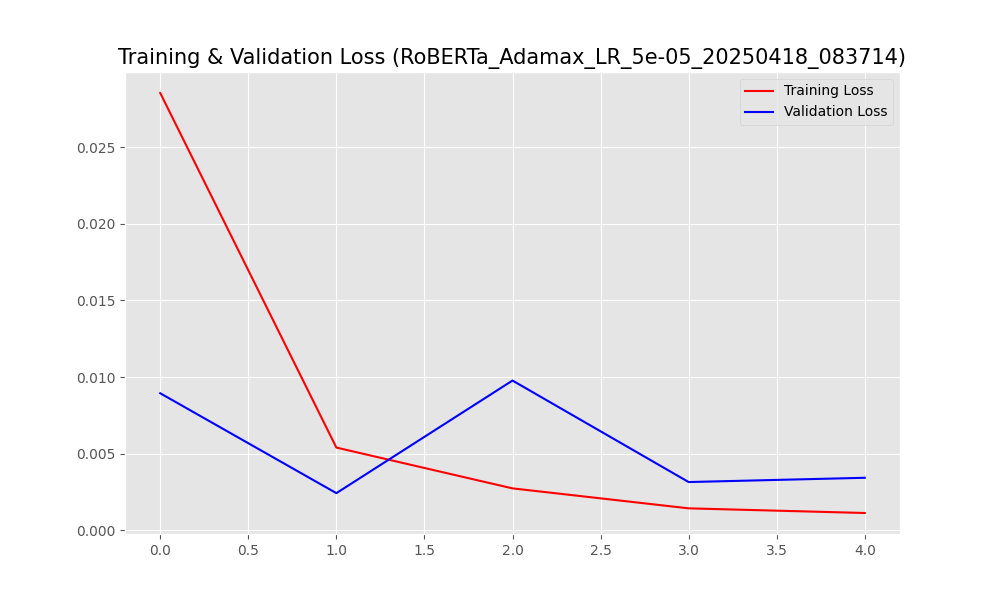 Training & Validation Loss (RoBERTa_Adamax_LR_5e-05_20250418_083714)
Training Loss
Validation Loss
0.025
0.020
0.015
0.010
0.005
0.000
0.0 0.5 1.0 1.5 2.0 2.5 3.0 3.5 4.0